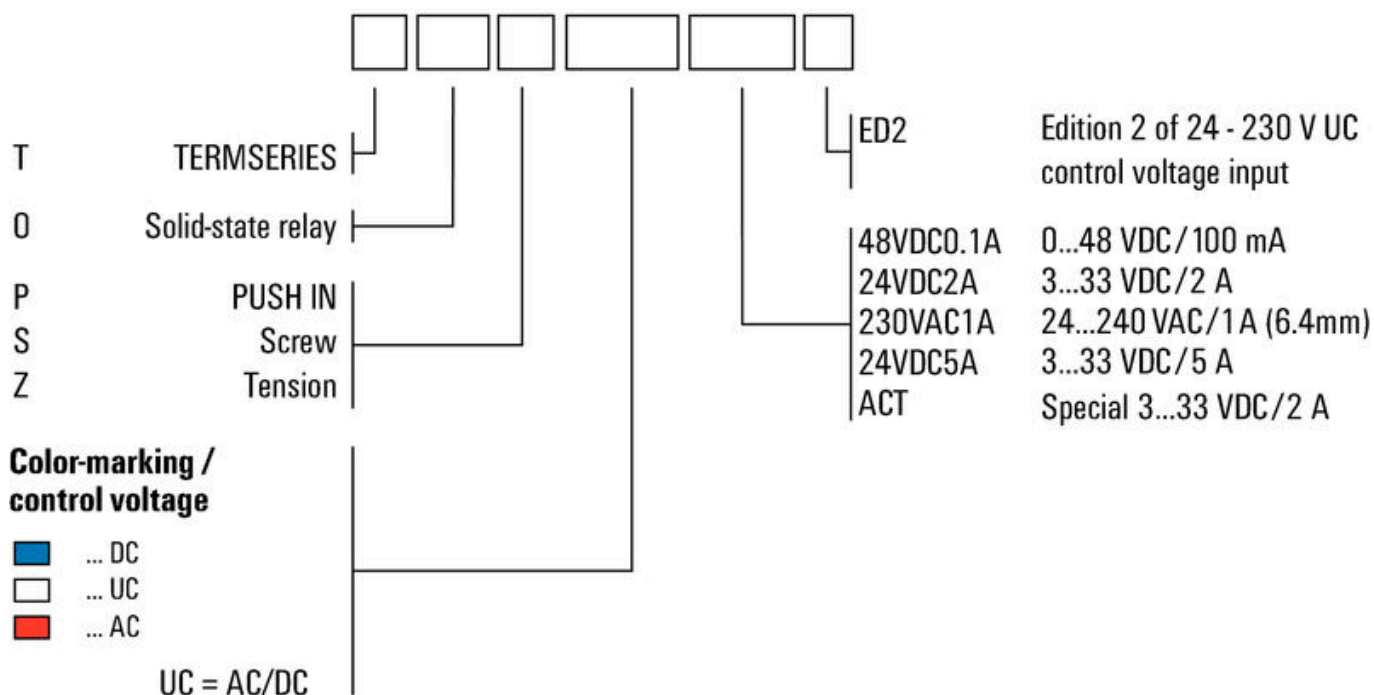 T TERMSERIES
O Solid-state relay
P PUSH IN
S Screw
Z Tension
Color-marking /
control voltage
... DC
... UC
... AC
UC = AC/DC
ED2 Edition 2 of 24 - 230 V UC
control voltage input
48VDC0.1A 0...48 VDC/100 mA
24VDC2A 3...33 VDC/2 A
230VAC1A 24...240 VAC/1A (6.4mm)
24VDC5A 3...33 VDC/5 A
ACT Special 3...33 VDC/2 A